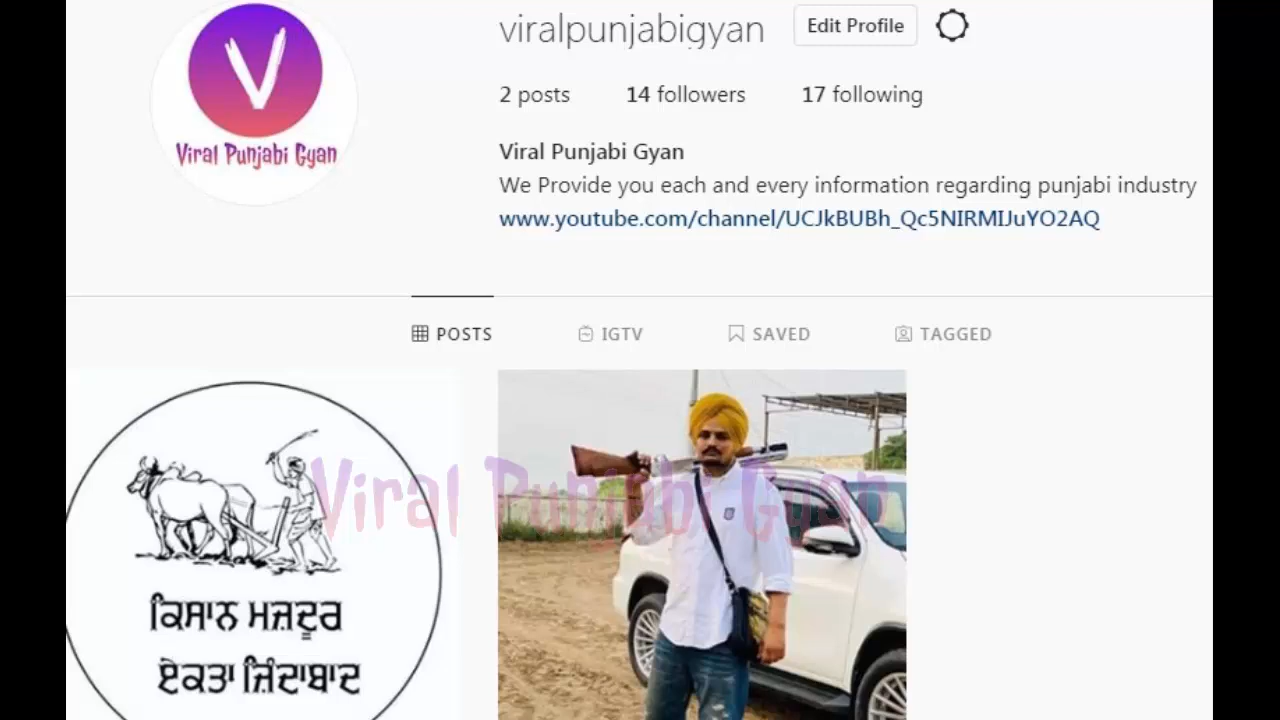 V
Viral Punjabi Gyan
viralpunjabigyan
Edit Profile
2 posts 14 followers 17 following
Viral Punjabi Gyan
We Provide you each and every information regarding punjabi industry
www.youtube.com/channel/UCJkBUBh_Qc5NIRMIJuYO2AQ
POSTS IGTV SAVED TAGGED
Viral Punjabi Gyan
ਕਿਸਾਨ ਮਜ਼ਦੂਰ
ਏਕਤਾ ਜ਼ਿੰਦਾਬਾਦ